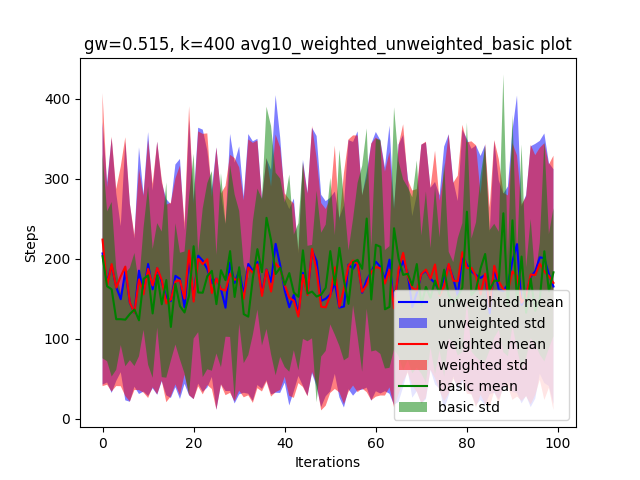 gw=0.515, k=400 avg10_weighted_unweighted_basic plot
400
300
200
100
0
Steps
unweighted mean
unweighted std
weighted mean
weighted std
basic mean
basic std
0 20 40 60 80 100
Iterations